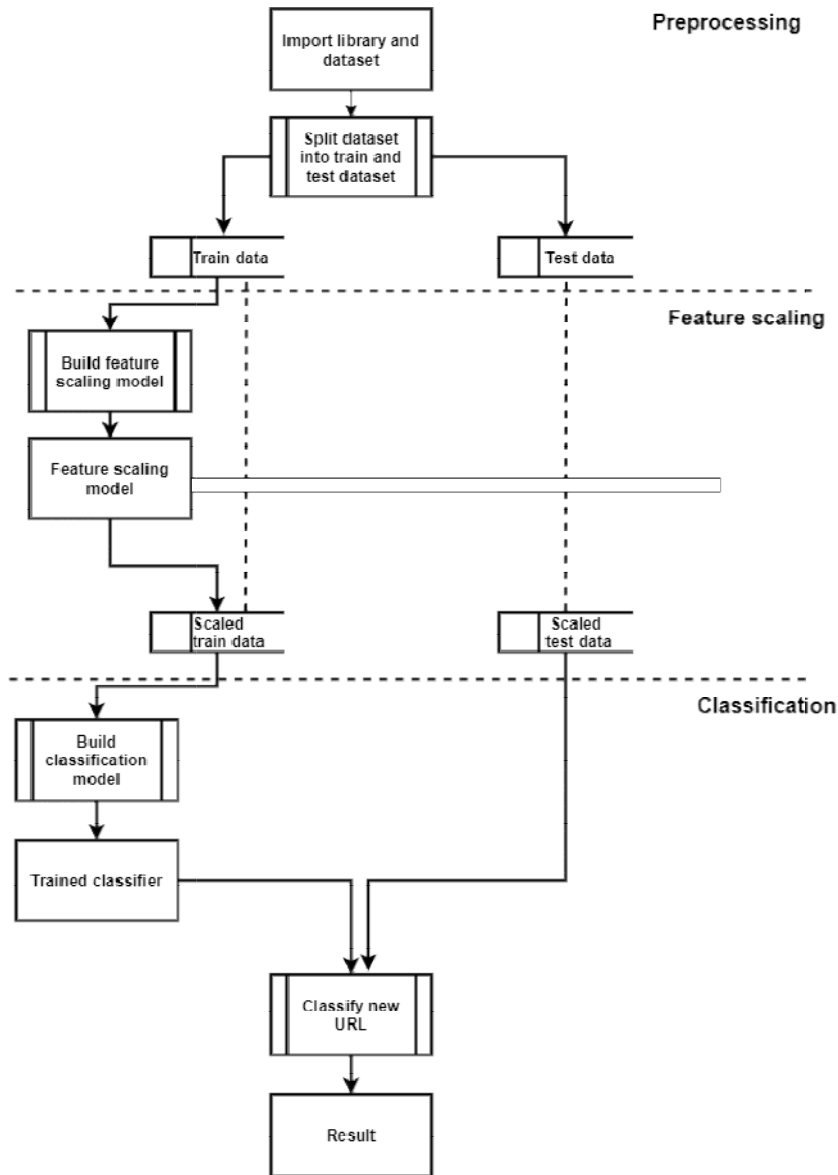 Preprocessing
Import library and
dataset
Split dataset
into train and
test dataset
Train data
Test data
Feature scaling
Build feature
scaling model
Feature scaling
model
Scaled
train data
Scaled
test data
Classification
Build
classification
model
Trained classifier
Classify new
URL
Result